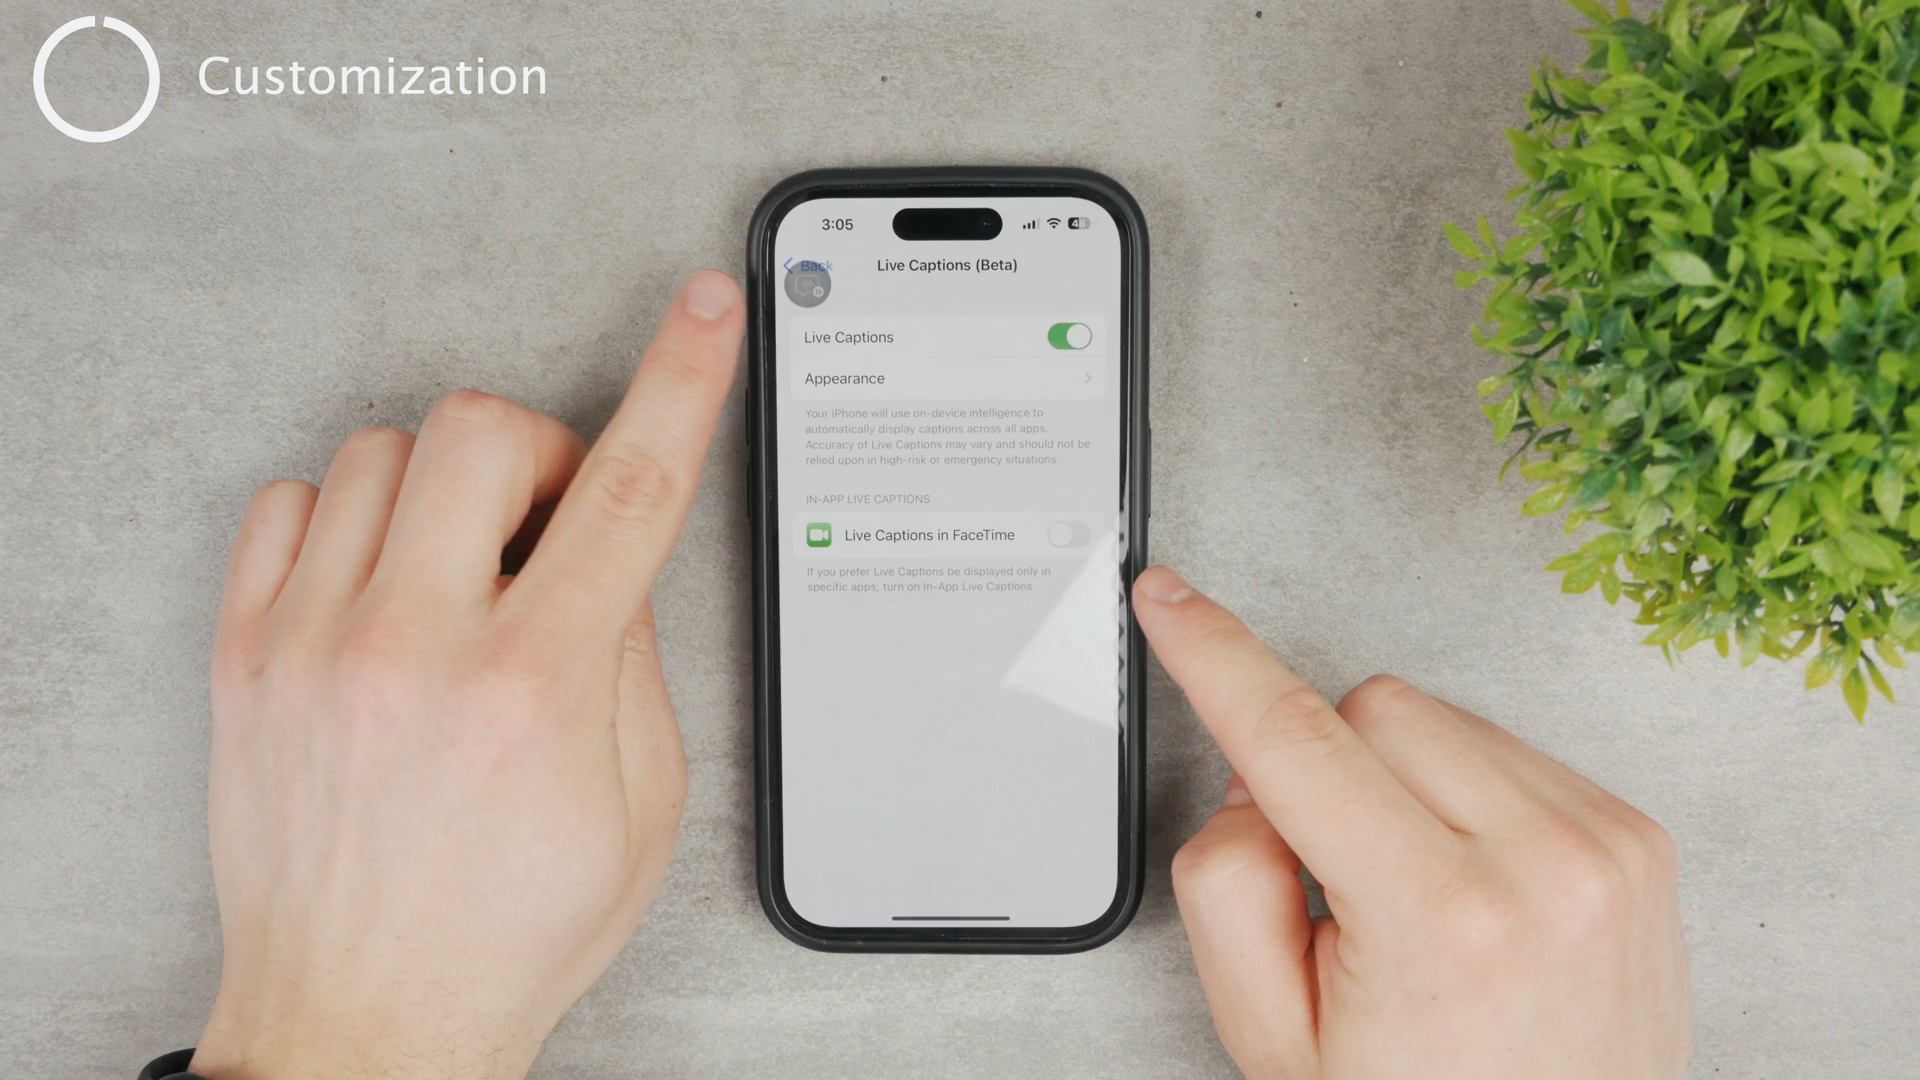 Customization
3:05
Back
Live Captions (Beta)
Live Captions
Appearance
Your iPhone will use on-device intelligence to
automatically display captions across all apps.
Accuracy of Live Captions may vary and should not be
relied upon in high-risk or emergency situations.
IN-APP LIVE CAPTIONS
Live Captions in FaceTime
If you prefer Live Captions be displayed only in
specific apps, turn on In-App Live Captions.